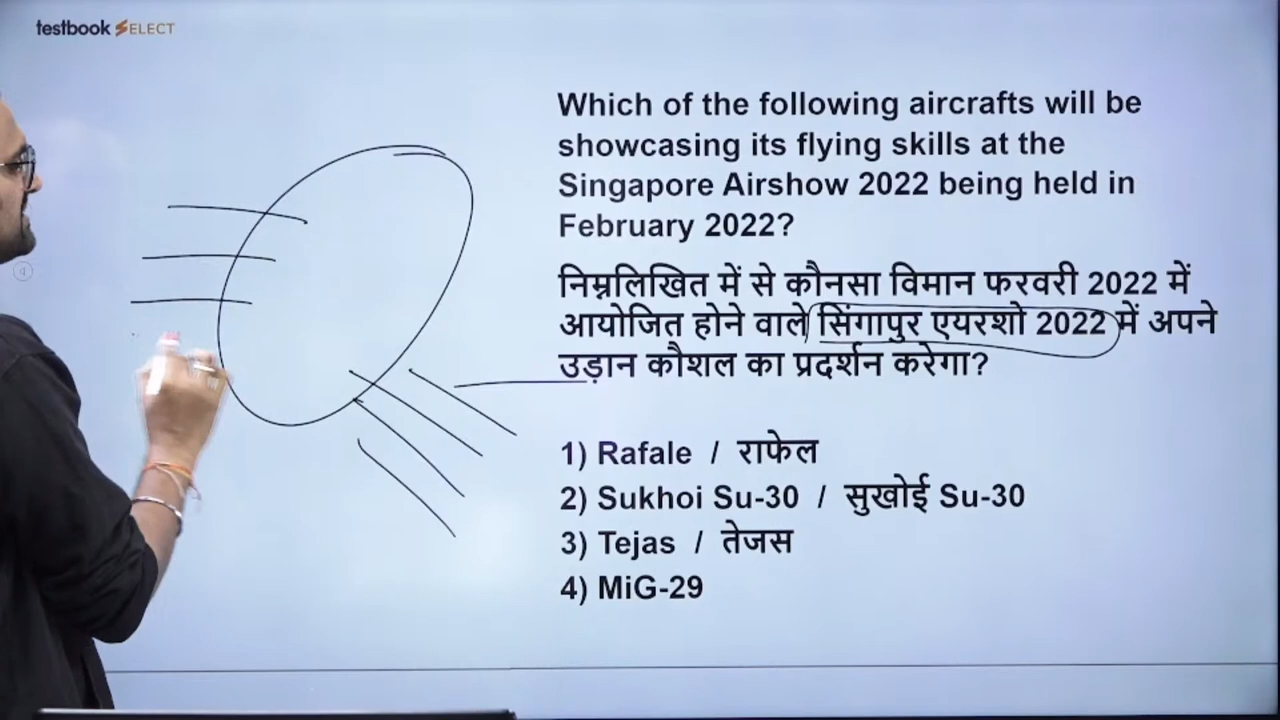 testbook SELECT
Which of the following aircrafts will be
showcasing its flying skills at the
Singapore Airshow 2022 being held in
February 2022?
निम्नलिखित में से कौनसा विमान फरवरी 2022 में
आयोजित होने वाले सिंगापुर एयरशो 2022 में अपने
उड़ान कौशल का प्रदर्शन करेगा?
1) Rafale / राफेल
2) Sukhoi Su-30 / सुखोई Su-30
3) Tejas / तेजस
4) MiG-29